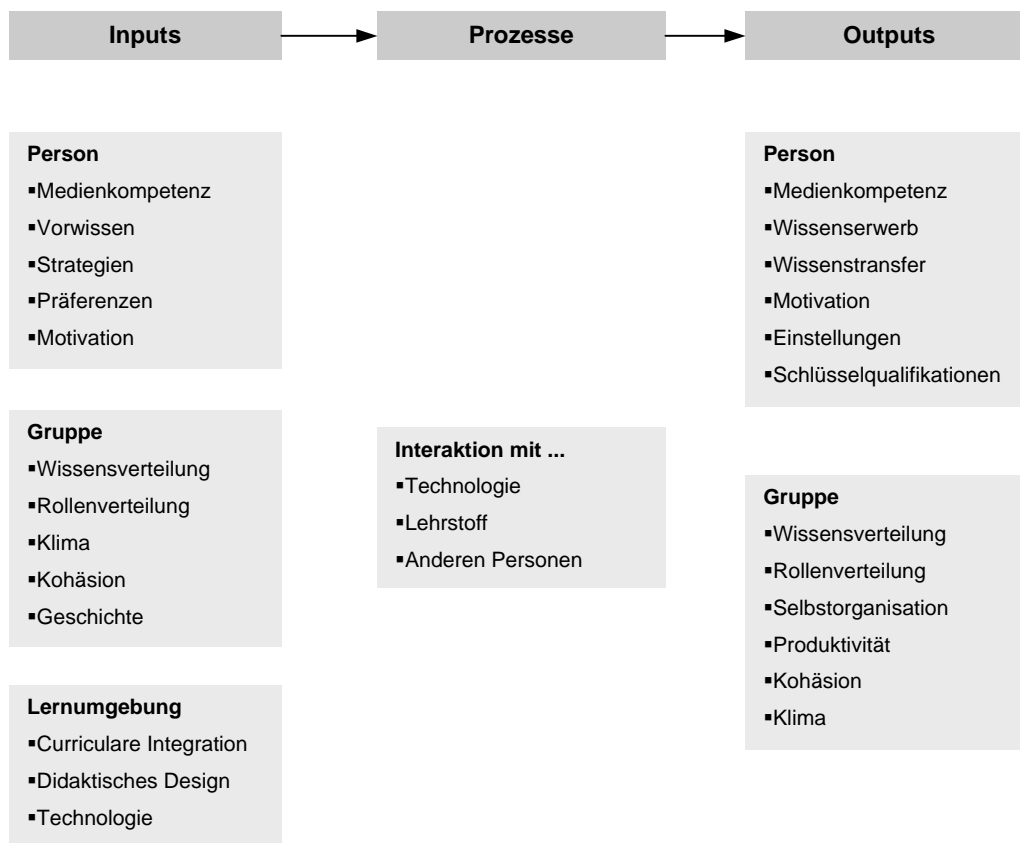 Inputs
Prozesse
Outputs
Person
▪Medienkompetenz
▪Vorwissen
▪Strategien
▪Präferenzen
▪Motivation
Gruppe
▪Wissensverteilung
▪Rollenverteilung
▪Klima
▪Kohäsion
▪Geschichte
Lernumgebung
▪Curriculare Integration
▪Didaktisches Design
▪Technologie
Interaktion mit ...
▪Technologie
▪Lehrstoff
▪Anderen Personen
Person
▪Medienkompetenz
▪Wissenserwerb
▪Wissenstransfer
▪Motivation
▪Einstellungen
▪Schlüsselqualifikationen
Gruppe
▪Wissensverteilung
▪Rollenverteilung
▪Selbstorganisation
▪Produktivität
▪Kohäsion
▪Klima